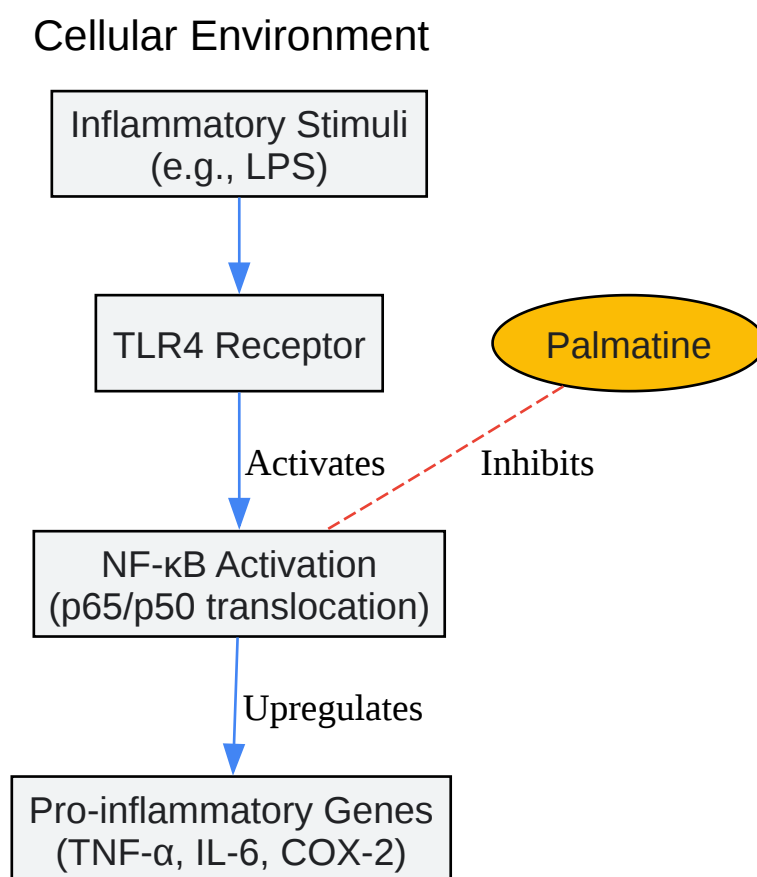 Cellular Environment
Inflammatory Stimuli
(e.g., LPS)
TLR4 Receptor
Palmatine
Activates
Inhibits
NF-κB Activation
(p65/p50 translocation)
Upregulates
Pro-inflammatory Genes
(TNF-α, IL-6, COX-2)